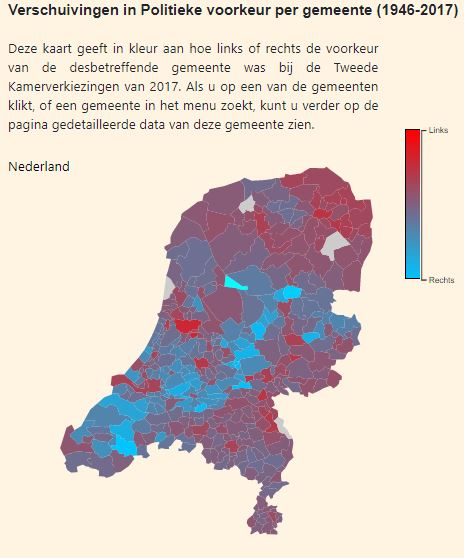 Verschuivingen in Politieke voorkeur per gemeente (1946-2017)
Deze kaart geeft in kleur aan hoe links of rechts de voorkeur
van de desbetreffende gemeente was bij de Tweede
Kamerverkiezingen van 2017. Als u op een van de gemeenten
klikt, of een gemeente in het menu zoekt, kunt u verder op de
pagina gedetailleerde data van deze gemeente zien.
Links
Nederland
Rechts